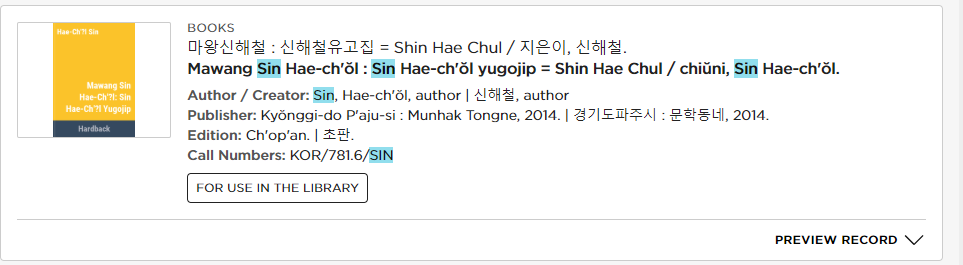 Hae-Ch'?l Sin
Mawang Sin
Hae-Ch'?l: Sin
Hae-Ch'?l Yugojip
Hardback
BOOKS
마왕신해철 : 신해철유고집 = Shin Hae Chul / 지은이, 신해철.
Mawang Sin Hae-ch'ŏl : Sin Hae-ch'ŏl yugojip = Shin Hae Chul / chiŭni, Sin Hae-ch'ŏl.
Author / Creator: Sin, Hae-ch'ŏl, author | 신해철, author
Publisher: Kyŏnggi-do P'aju-si : Munhak Tongne, 2014. | 경기도파주시 : 문학동네, 2014.
Edition: Ch'op'an. | 초판.
Call Numbers: KOR/781.6/SIN
FOR USE IN THE LIBRARY
PREVIEW RECORD